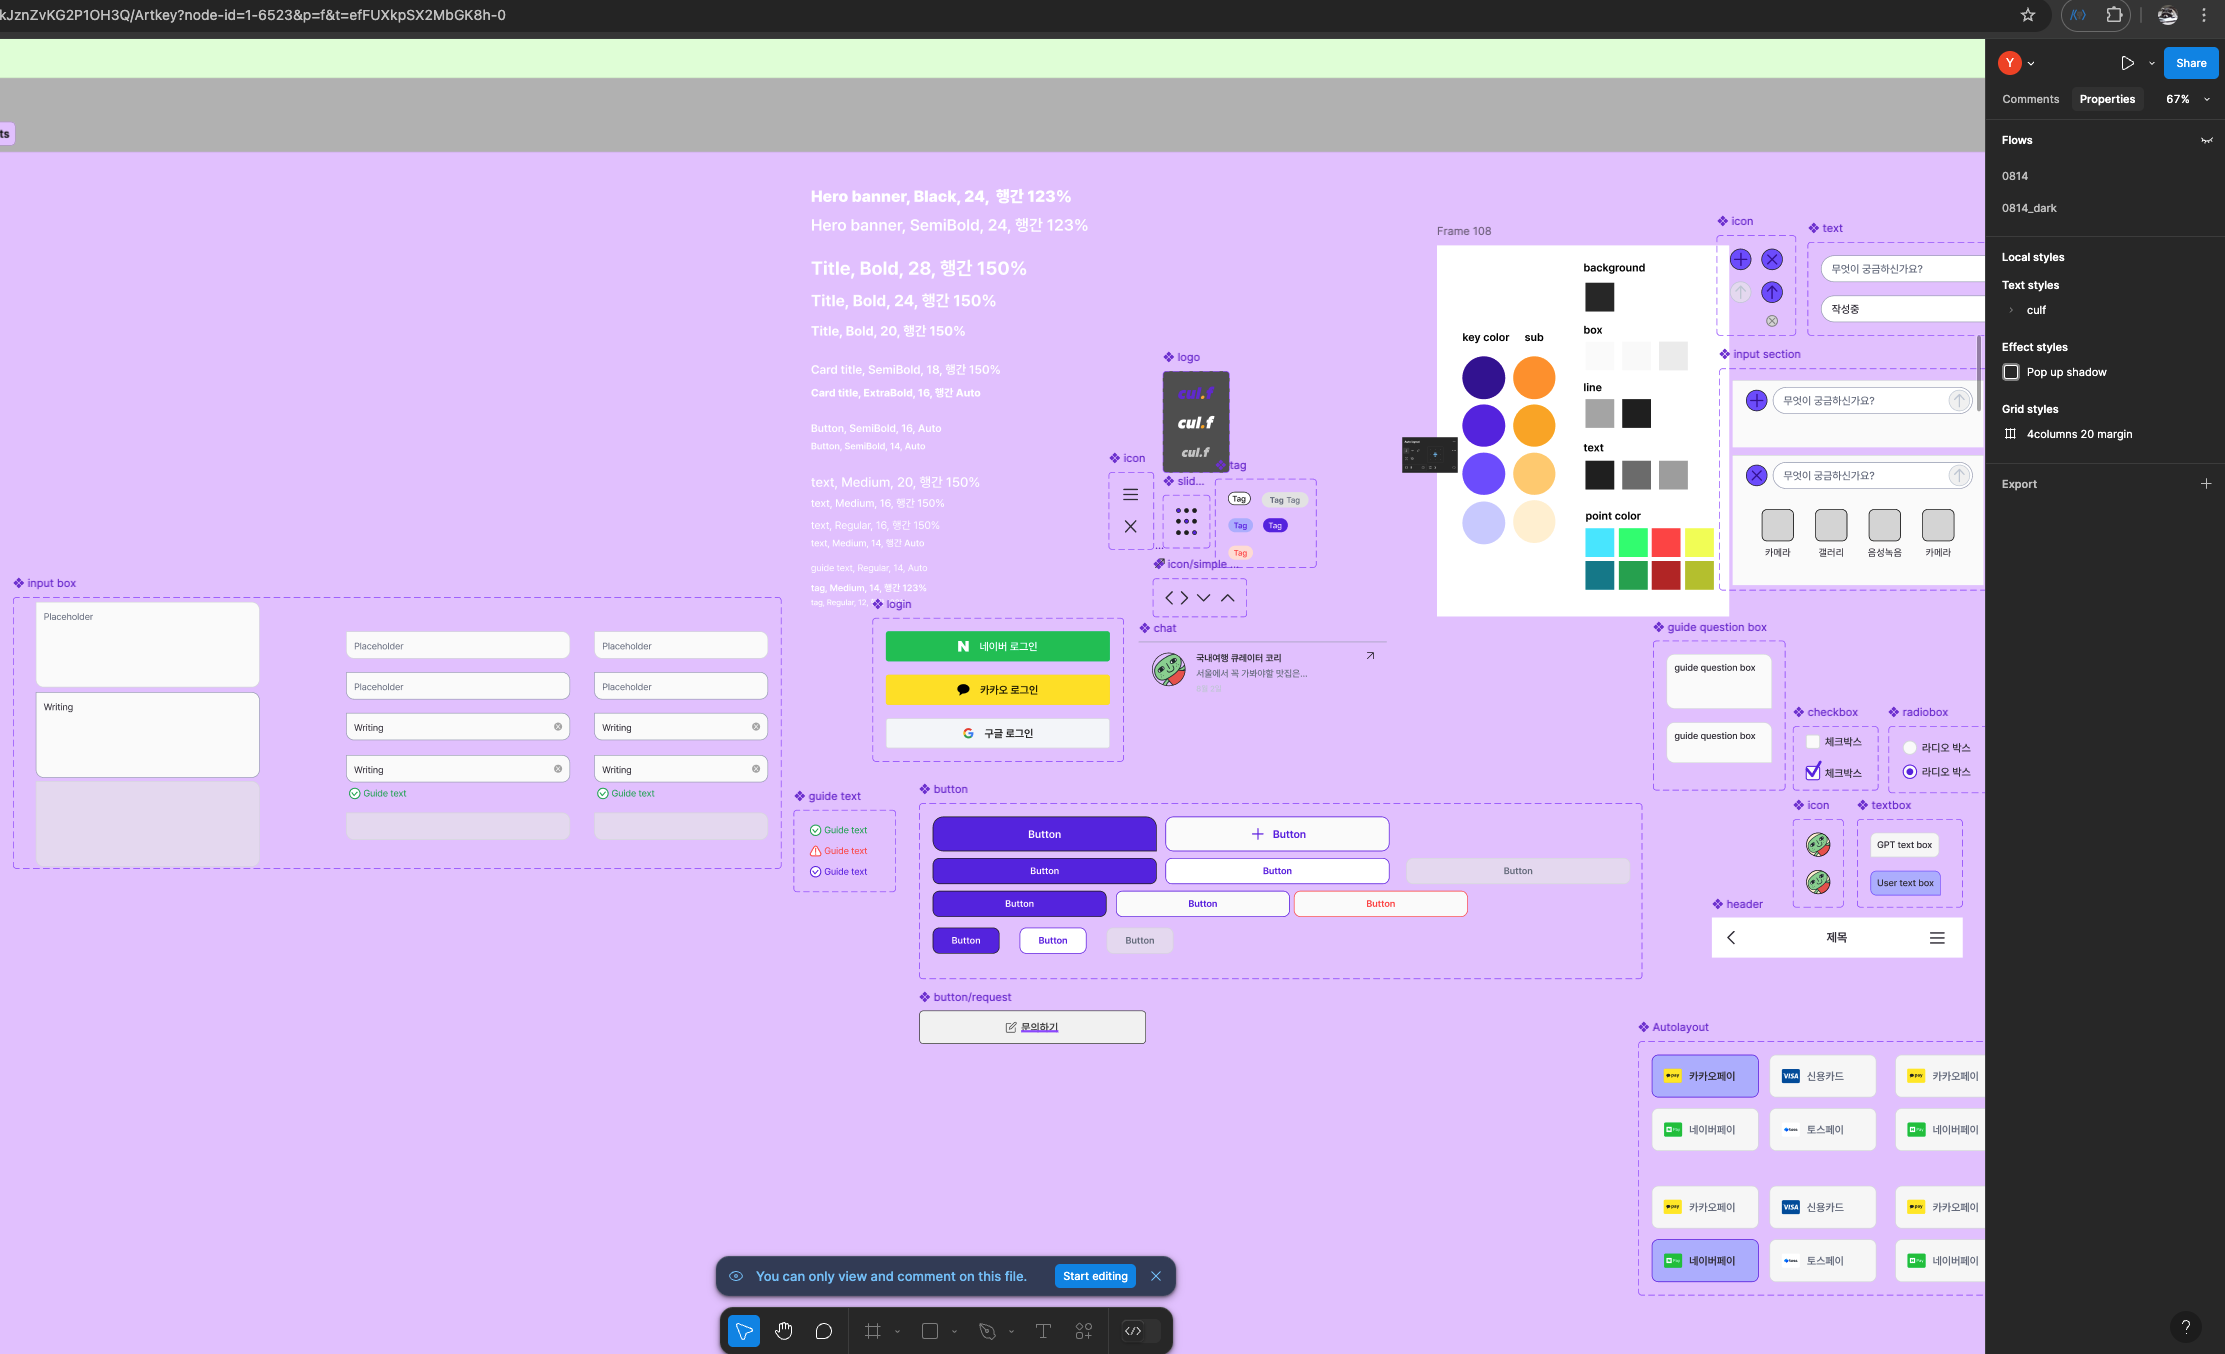 kJznZvKG2P1OH3Q/Artkey?node-id=1-6523&p=f&t=efFUXkpSX2MbGK8h-0
Y
Share
Comments
Properties
67%
Flows
0814
0814_dark
Local styles
Text styles
culf
Effect styles
Pop up shadow
Grid styles
4columns 20 margin
Export
ts
Hero banner, Black, 24, 행간 123%
Hero banner, SemiBold, 24, 행간 123%
Title, Bold, 28, 행간 150%
Title, Bold, 24, 행간 150%
Title, Bold, 20, 행간 150%
Card title, SemiBold, 18, 행간 150%
Card title, ExtraBold, 16, 행간 Auto
Button, SemiBold, 16, Auto
Button, SemiBold, 14, Auto
text, Medium, 20, 행간 150%
text, Medium, 16, 행간 150%
text, Regular, 16, 행간 150%
text, Medium, 14, 행간 Auto
guide text, Regular, 14, Auto
tag, Medium, 14, 행간 123%
tag, Regular, 12,
logo
cul.f
cul.f
cul.f
icon
slid...
tag
Tag
Tag Tag
Tag
Tag
Tag
icon/simple...
Frame 108
background
key color
sub
box
line
text
point color
icon
text
무엇이 궁금하신가요?
작성중
input section
무엇이 궁금하신가요?
무엇이 궁금하신가요?
카메라
갤러리
음성녹음
카메라
input box
Placeholder
Writing
Placeholder
Placeholder
Placeholder
Placeholder
Writing
Writing
Writing
Writing
Guide text
Guide text
login
N 네이버 로그인
카카오 로그인
구글 로그인
chat
국내여행 큐레이터 코리
서울에서 꼭 가봐야할 맛집은...
guide question box
guide question box
guide question box
checkbox
체크박스
체크박스
radiobox
라디오 박스
라디오 박스
guide text
Guide text
Guide text
Guide text
button
Button
Button
Button
Button
Button
Button
Button
Button
Button
Button
Button
icon
textbox
GPT text box
User text box
header
제목
button/request
문의하기
Autolayout
pay 카카오페이
VISA 신용카드
pay 카카오페이
Pay 네이버페이
toss 토스페이
Pay 네이버페이
pay 카카오페이
VISA 신용카드
pay 카카오페이
Pay 네이버페이
toss 토스페이
Pay 네이버페이
You can only view and comment on this file.
Start editing
?